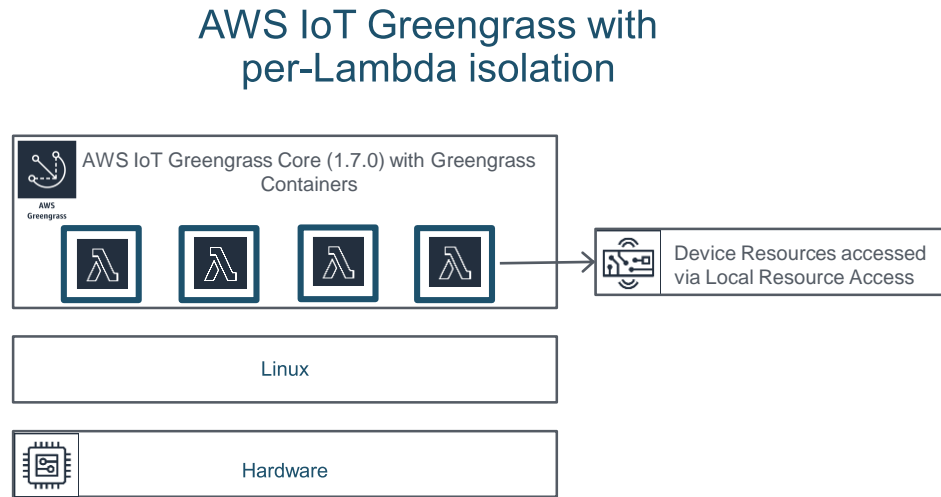 AWS IoT Greengrass with
per-Lambda isolation
AWS IoT Greengrass Core (1.7.0) with Greengrass
Containers
AWS
Greengrass
Device Resources accessed
via Local Resource Access
Linux
Hardware